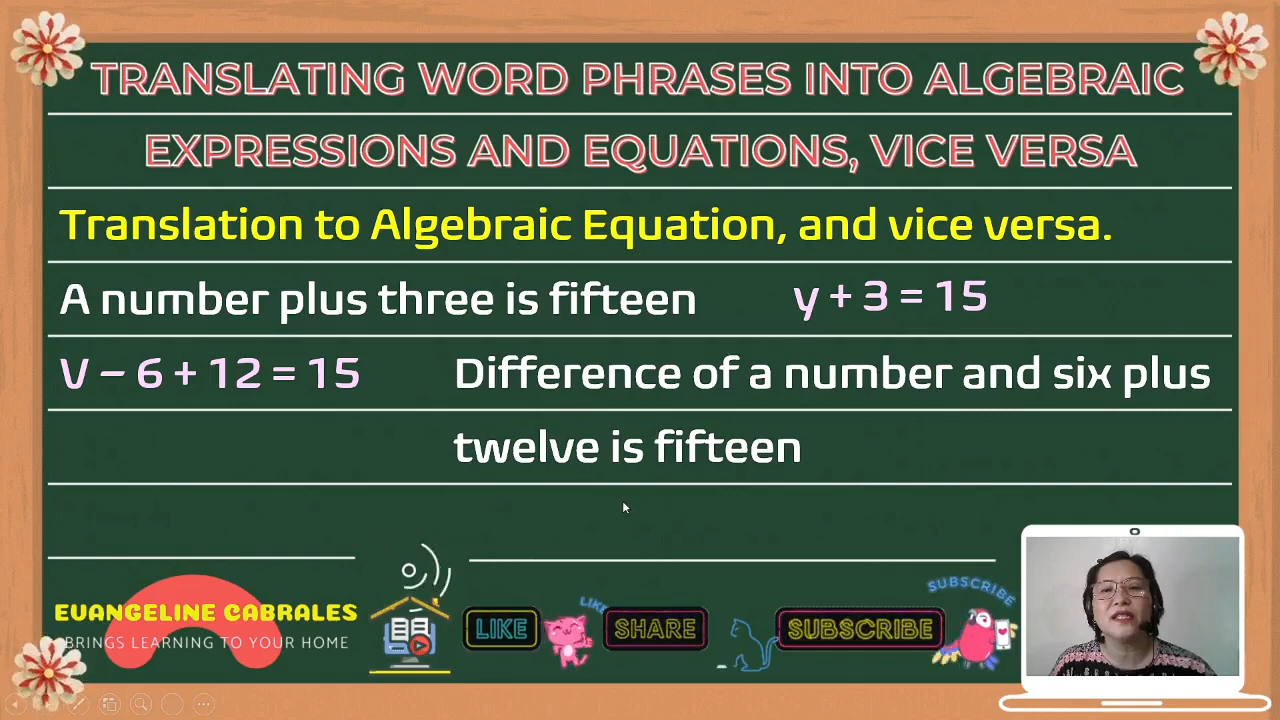 TRANSLATING WORD PHRASES INTO ALGEBRAIC
EXPRESSIONS AND EQUATIONS, VICE VERSA
Translation to Algebraic Equation, and vice versa.
A number plus three is fifteen y + 3 = 15
V – 6 + 12 = 15 Difference of a number and six plus
twelve is fifteen
EVANGELINE CABRALES
BRINGS LEARNING TO YOUR HOME
LIKE
LIKE
SHARE
SUBSCRIBE
SUBSCRIBE